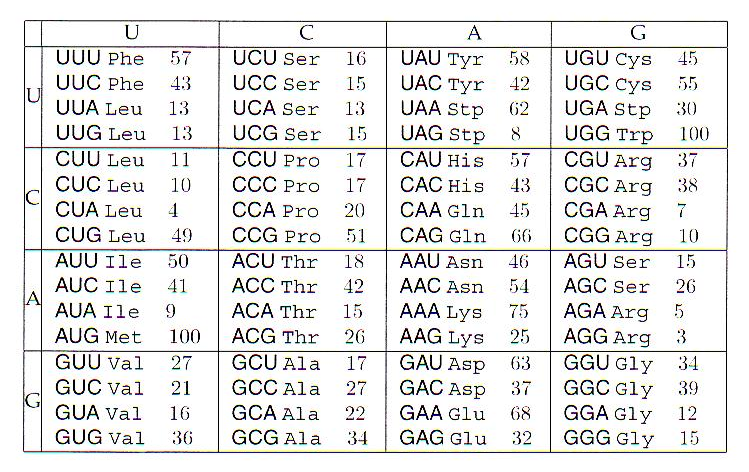 U C A G
UUU Phe 57 UCU Ser 16 UAU Tyr 58 UGU Cys 45
UUC Phe 43 UCC Ser 15 UAC Tyr 42 UGC Cys 55
U
UUA Leu 13 UCA Ser 13 UAA Stp 62 UGA Stp 30
UUG Leu 13 UCG Ser 15 UAG Stp 8 UGG Trp 100
CUU Leu 11 CCU Pro 17 CAU His 57 CGU Arg 37
CUC Leu 10 CCC Pro 17 CAC His 43 CGC Arg 38
C
CUA Leu 4 CCA Pro 20 CAA Gln 45 CGA Arg 7
CUG Leu 49 CCG Pro 51 CAG Gln 66 CGG Arg 10
AUU Ile 50 ACU Thr 18 AAU Asn 46 AGU Ser 15
AUC Ile 41 ACC Thr 42 AAC Asn 54 AGC Ser 26
A
AUA Ile 9 ACA Thr 15 AAA Lys 75 AGA Arg 5
AUG Met 100 ACG Thr 26 AAG Lys 25 AGG Arg 3
GUU Val 27 GCU Ala 17 GAU Asp 63 GGU Gly 34
GUC Val 21 GCC Ala 27 GAC Asp 37 GGC Gly 39
G
GUA Val 16 GCA Ala 22 GAA Glu 68 GGA Gly 12
GUG Val 36 GCG Ala 34 GAG Glu 32 GGG Gly 15